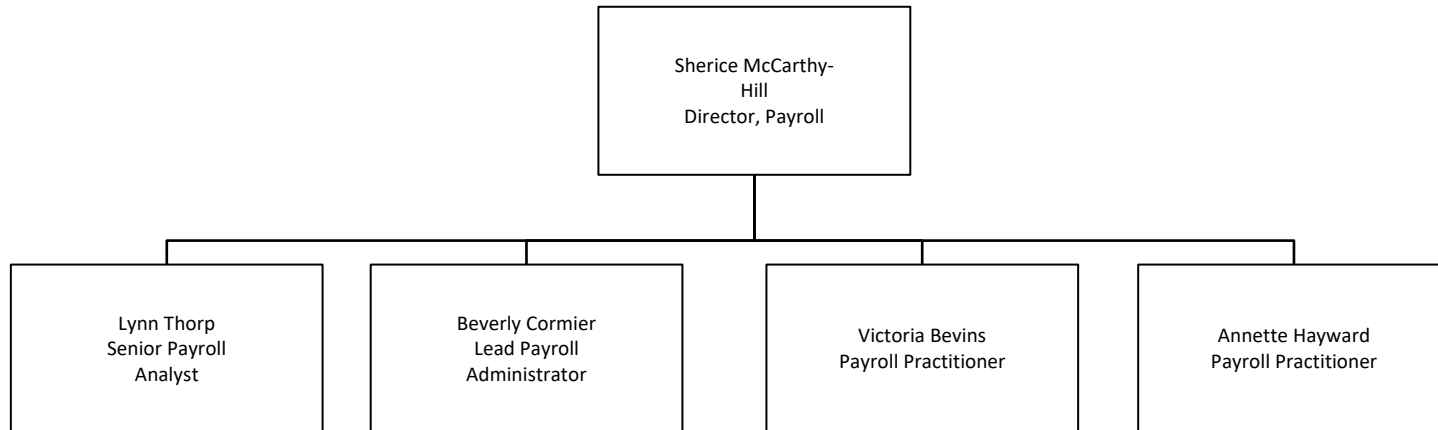 Sherice McCarthy-
Hill
Director, Payroll
Lynn Thorp
Senior Payroll
Analyst
Beverly Cormier
Lead Payroll
Administrator
Victoria Bevins
Payroll Practitioner
Annette Hayward
Payroll Practitioner